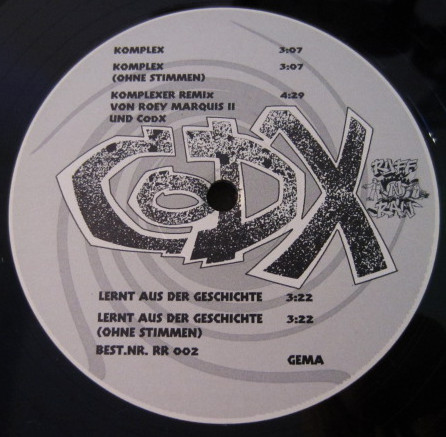 KOMPLEX 3:07
KOMPLEX 3:07
(OHNE STIMMEN)
KOMPLEXER REMIX 4:29
VON ROEY MARQUIS II
UND CODX
CODX
LERNT AUS DER GESCHICHTE 3:22
LERNT AUS DER GESCHICHTE 3:22
(OHNE STIMMEN)
BEST.NR. RR 002
GEMA